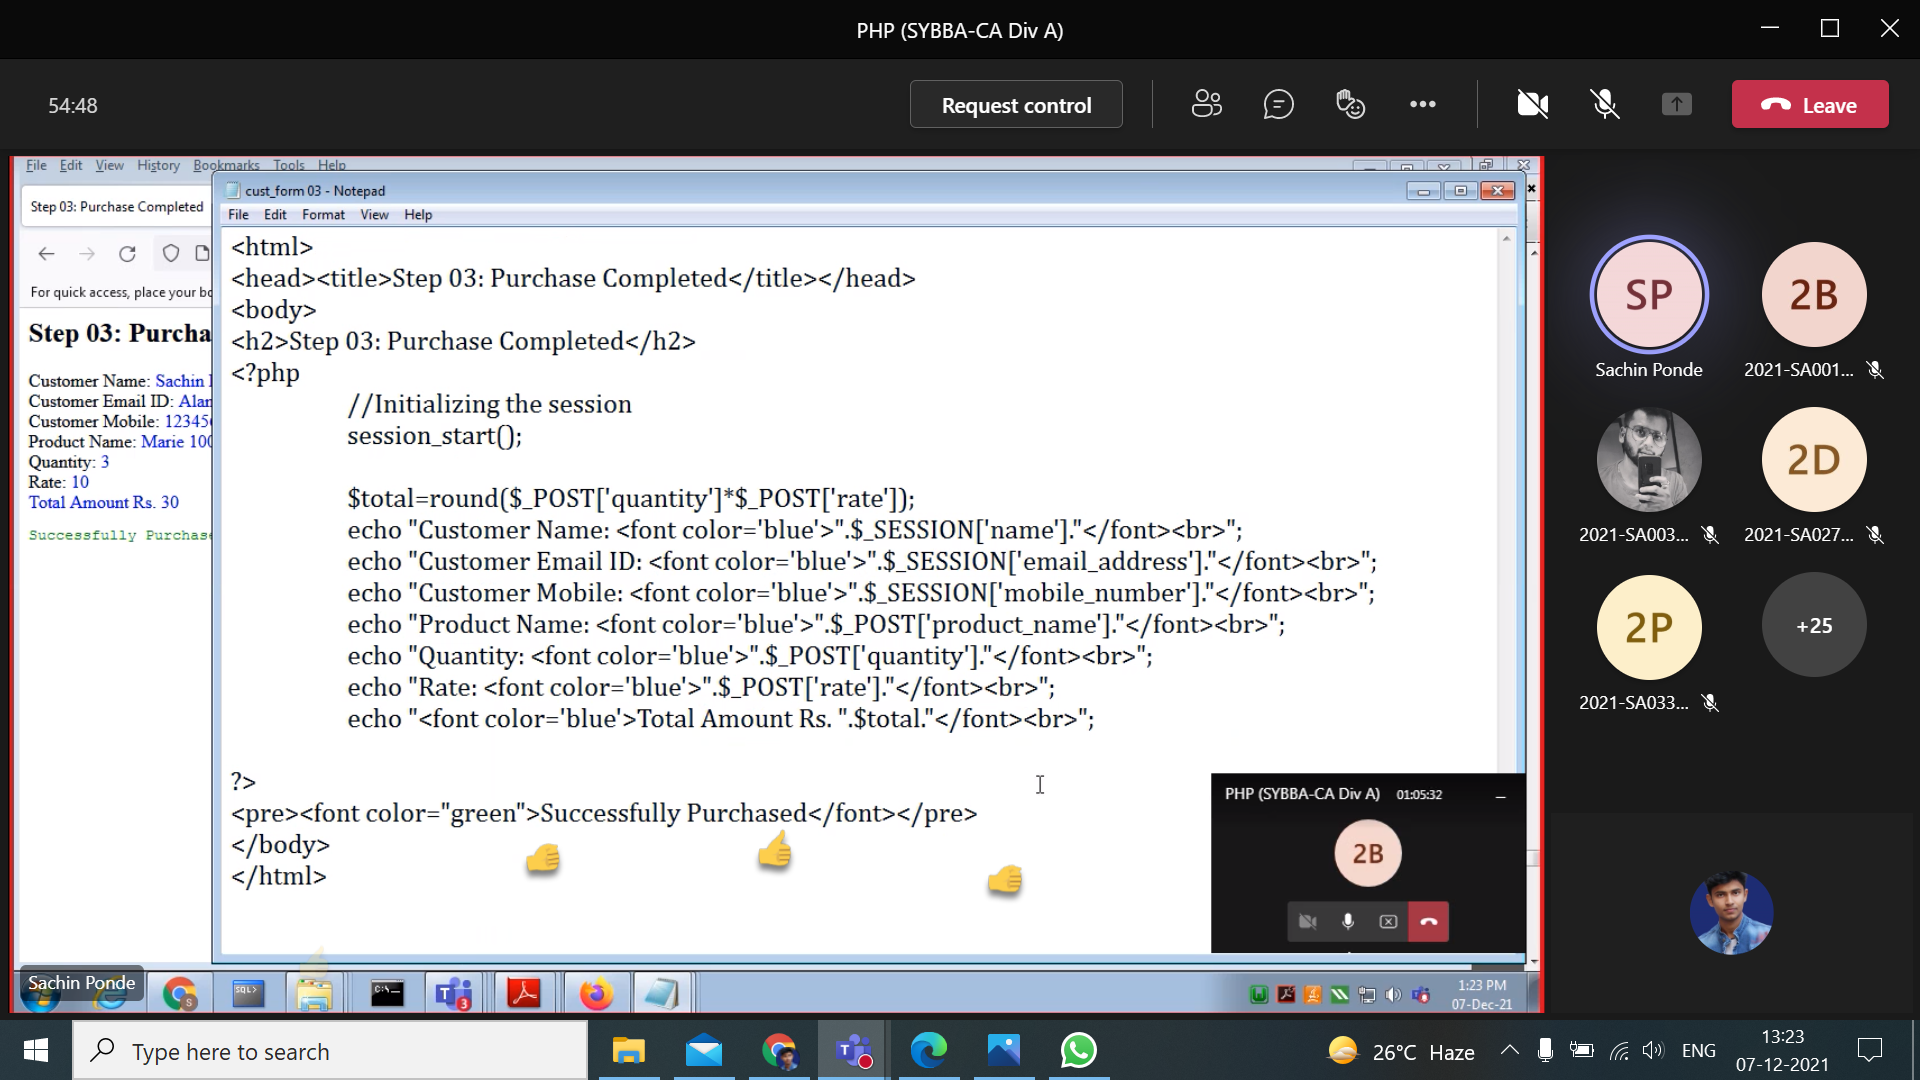 PHP (SYBBA-CA Div A)
54:48
Request control
Leave
File Edit View History Bookmarks Tools Help
Step 03: Purchase Completed
For quick access, place your
Step 03: Purcha
Customer Name: Sachin
Customer Email ID: Alan
Customer Mobile: 12345
Product Name: Marie 100
Quantity: 3
Rate: 10
Total Amount Rs. 30
Successfully Purchase
cust_form 03 - Notepad
File Edit Format View Help
<html>
<head><title>Step 03: Purchase Completed</title></head>
<body>
<h2>Step 03: Purchase Completed</h2>
<?php
//Initializing the session
session_start();
$total=round($_POST['quantity']*$_POST['rate']);
echo "Customer Name: <font color='blue'>".$_SESSION['name']."</font><br>";
echo "Customer Email ID: <font color='blue'>".$_SESSION['email_address']."</font><br>";
echo "Customer Mobile: <font color='blue'>".$_SESSION['mobile_number']."</font><br>";
echo "Product Name: <font color='blue'>".$_POST['product_name']."</font><br>";
echo "Quantity: <font color='blue'>".$_POST['quantity']."</font><br>";
echo "Rate: <font color='blue'>".$_POST['rate']."</font><br>";
echo "<font color='blue'>Total Amount Rs. ".$total."</font><br>";
?>
<pre><font color="green">Successfully Purchased</font></pre>
</body>
</html>
PHP (SYBBA-CA Div A) 01:05:32
2B
SP
Sachin Ponde
2B
2021-SA001...
2021-SA003...
2D
2021-SA027...
2P
2021-SA033...
+25
Sachin Ponde
1:23 PM
07-Dec-21
Type here to search
26°C Haze
ENG
13:23
07-12-2021